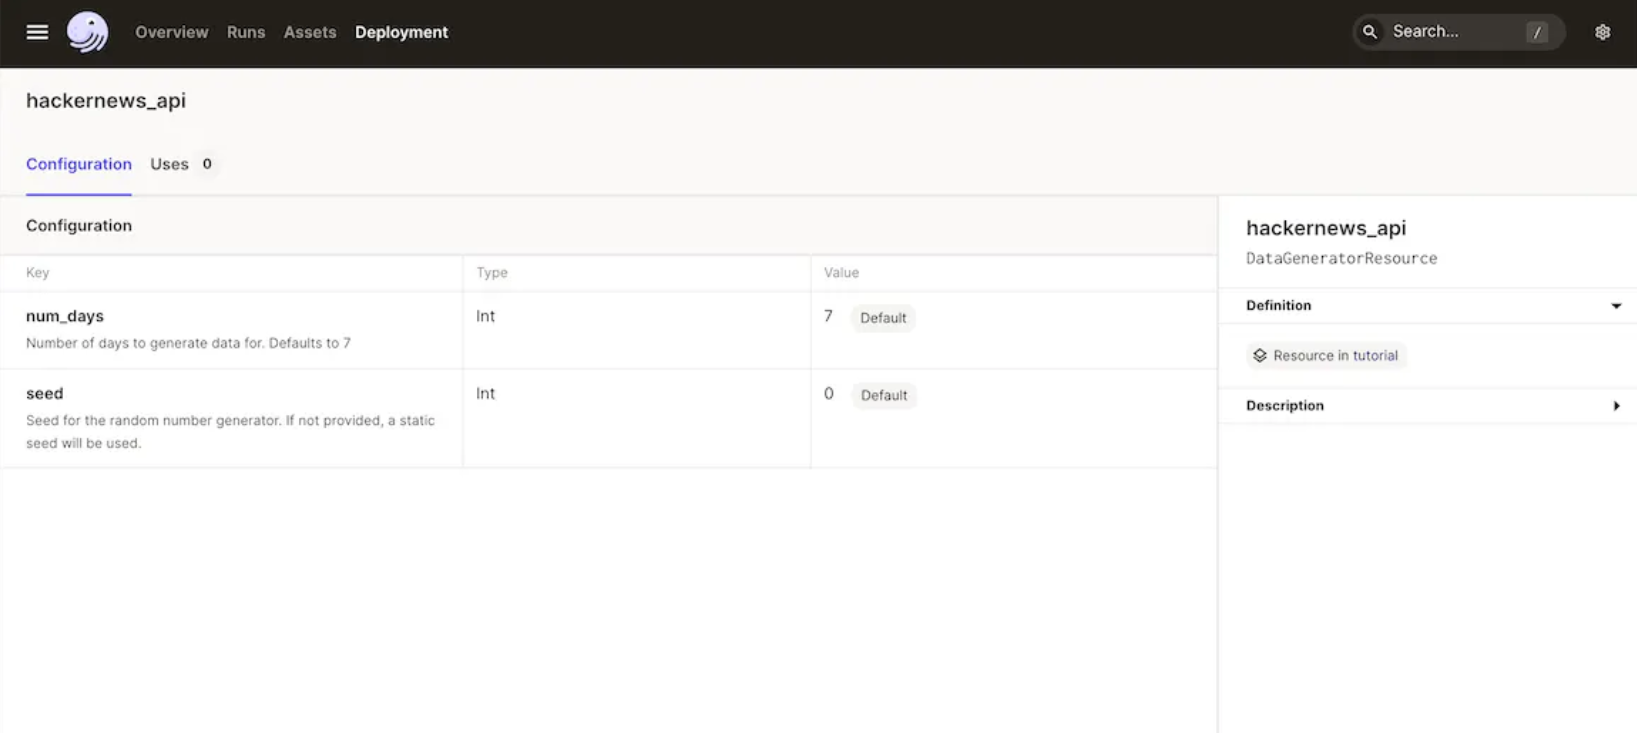 Overview Runs Assets Deployment Search... /
hackernews_api
Configuration Uses 0
Configuration
Key Type Value
num_days Int 7 Default
Number of days to generate data for. Defaults to 7
seed Int 0 Default
Seed for the random number generator. If not provided, a static
seed will be used.
hackernews_api
DataGeneratorResource
Definition
Resource in tutorial
Description